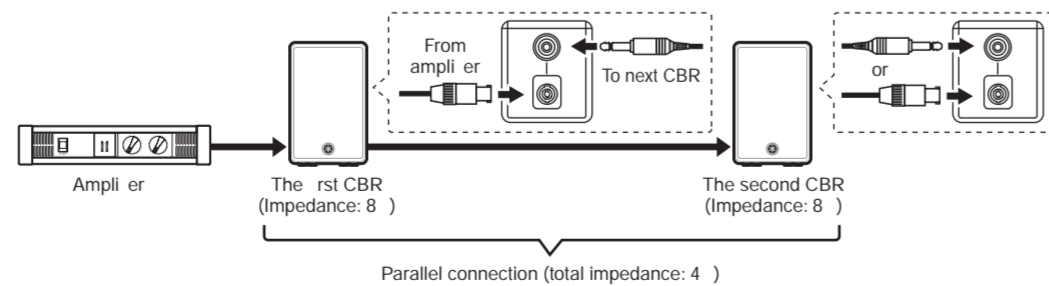 From
ampli er
To next CBR
or
Ampli er
The rst CBR
(Impedance: 8 )
The second CBR
(Impedance: 8 )
Parallel connection (total impedance: 4 )